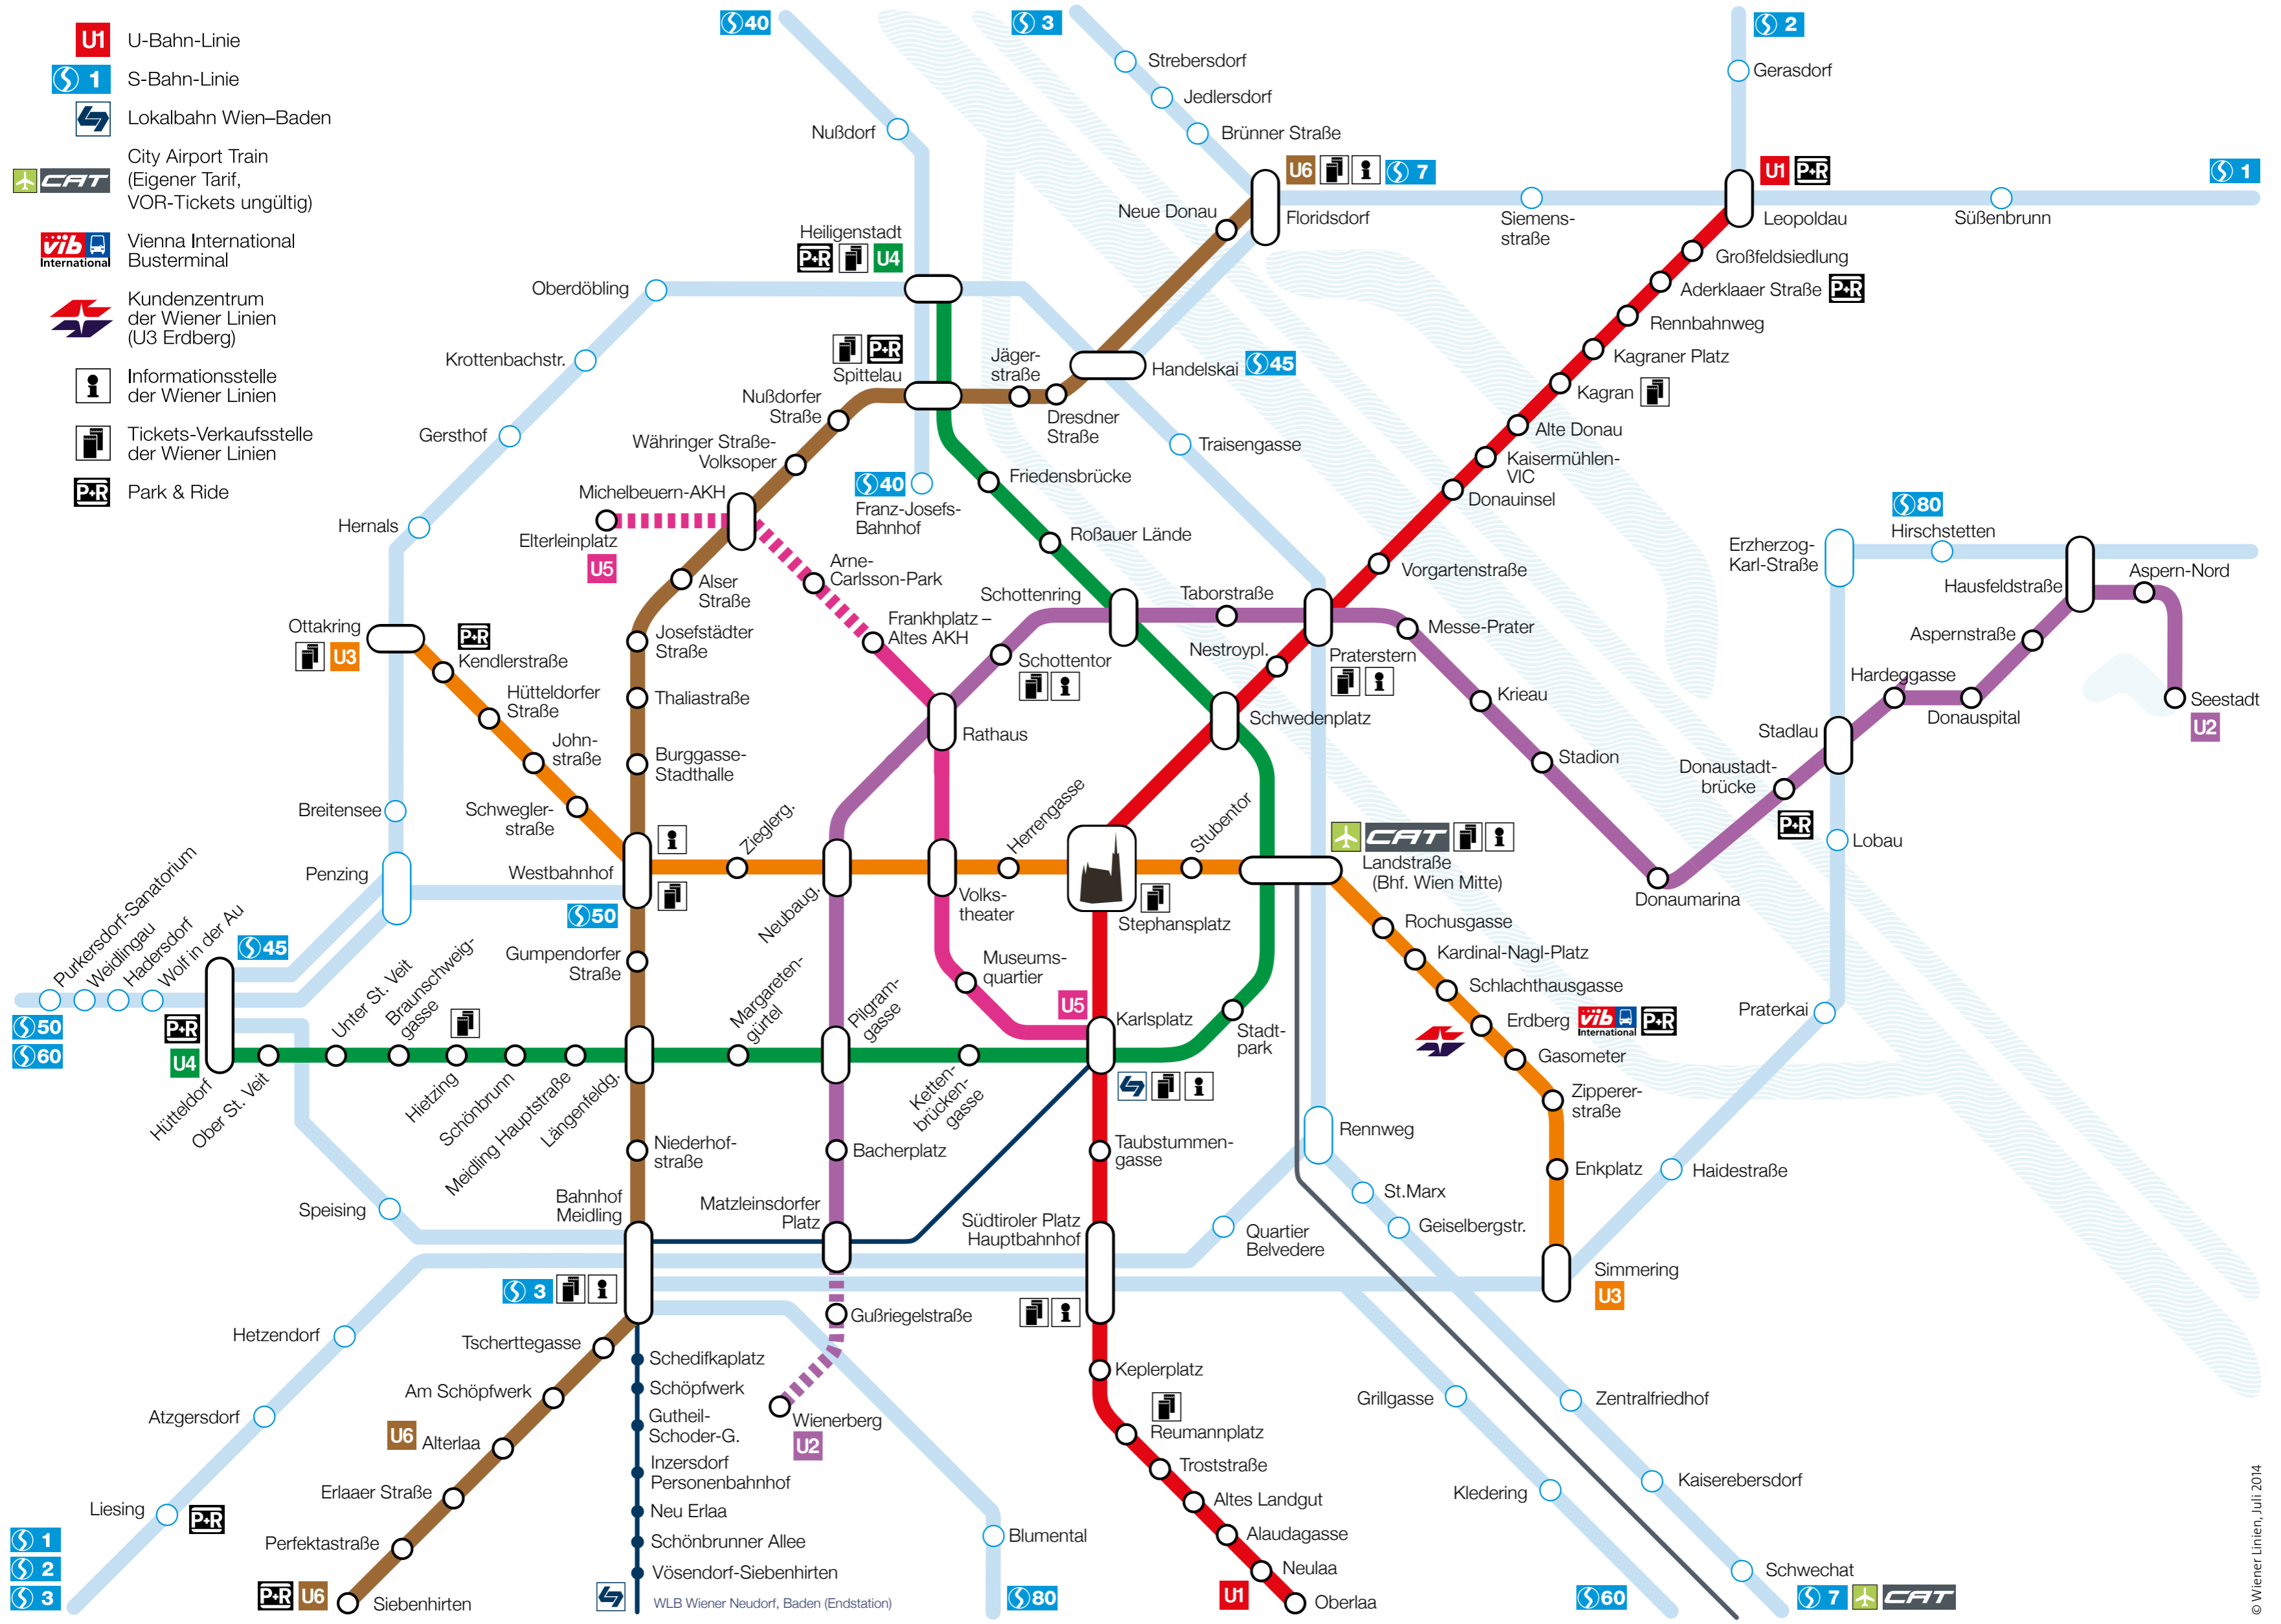 U1 U-Bahn-Linie
S 1 S-Bahn-Linie
Lokalbahn Wien–Baden
CAT City Airport Train
(Eigener Tarif,
VOR-Tickets ungültig)
vib International
Vienna International
Busterminal
Kundenzentrum
der Wiener Linien
(U3 Erdberg)
Informationsstelle
der Wiener Linien
Tickets-Verkaufsstelle
der Wiener Linien
P+R Park & Ride
S 40
S 3
S 2
Strebersdorf
Jedlersdorf
Brünner Straße
Gerasdorf
Nußdorf
U6 S 7
Floridsdorf
Neue Donau
Siemens-
straße
U1 P+R
Leopoldau
Süßenbrunn
S 1
Heiligenstadt
P+R U4
Großfeldsiedlung
Aderklaaer Straße P+R
Rennbahnweg
Kagraner Platz
Kagran
Alte Donau
Kaisermühlen-
VIC
Donauinsel
Vorgartenstraße
Oberdöbling
Krottenbachstr.
Gersthof
Hernals
P+R
Spittelau
Jäger-
straße
Dresdner
Straße
Handelskai S 45
Traisengasse
Nußdorfer
Straße
Währinger Straße-
Volksoper
Michelbeuern-AKH
Elterleinplatz
U5
S 40
Franz-Josefs-
Bahnhof
Friedensbrücke
Roßauer Lände
Arne-
Carlsson-Park
Frankhplatz –
Altes AKH
Alser
Straße
Schottenring
Taborstraße
Schottentor
Nestroypl.
Praterstern
Messe-Prater
Krieau
Stadion
Donaumarina
Donaustadt-
brücke
P+R
Stadlau
Hardeggasse
Donauspital
Aspernstraße
Hausfeldstraße
Aspern-Nord
Seestadt
U2
S 80
Hirschstetten
Erzherzog-
Karl-Straße
Lobau
Praterkai
Haidestraße
Ottakring
U3
P+R
Kendlerstraße
Hütteldorfer
Straße
John-
straße
Schwegler-
straße
Breitensee
Penzing
Josefstädter
Straße
Thaliastraße
Burggasse-
Stadthalle
Westbahnhof
S 50
Zieglerg.
Neubaug.
Rathaus
Volks-
theater
Herrengasse
Schwedenplatz
Stephansplatz
Stubentor
CAT
Landstraße
(Bhf. Wien Mitte)
Rochusgasse
Kardinal-Nagl-Platz
Schlachthausgasse
Erdberg vib International P+R
Gasometer
Zipperer-
straße
Enkplatz
Simmering
U3
Purkersdorf-Sanatorium
Weidlingau
Hadersdorf
Wolf in der Au
S 45
S 50
S 60
P+R
U4
Hütteldorf
Ober St. Veit
Unter St. Veit
Braunschweig-
gasse
Hietzing
Schönbrunn
Meidling Hauptstraße
Längenfeldg.
Gumpendorfer
Straße
Margareten-
gürtel
Pilgram-
gasse
Ketten-
brücken-
gasse
Museums-
quartier
U5
Karlsplatz
Stadt-
park
Niederhof-
straße
Bacherplatz
Taubstummen-
gasse
Rennweg
St.Marx
Geiselbergstr.
Quartier
Belvedere
Speising
Bahnhof
Meidling
Matzleinsdorfer
Platz
Südtiroler Platz
Hauptbahnhof
S 3
Hetzendorf
Atzgersdorf
Liesing P+R
S 1
S 2
S 3
Tscherttegasse
Am Schöpfwerk
U6 Alterlaa
Erlaaer Straße
Perfektastraße
P+R U6 Siebenhirten
Schedifkaplatz
Schöpfwerk
Gutheil-
Schoder-G.
Inzersdorf
Personenbahnhof
Neu Erlaa
Schönbrunner Allee
Vösendorf-Siebenhirten
WLB Wiener Neudorf, Baden (Endstation)
Gußriegelstraße
Wienerberg
U2
Blumental
S 80
Keplerplatz
Reumannplatz
Troststraße
Altes Landgut
Alaudagasse
Neulaa
U1 Oberlaa
Grillgasse
Kledering
S 60
Zentralfriedhof
Kaiserebersdorf
Schwechat
S 7 CAT
© Wiener Linien, Juli 2014